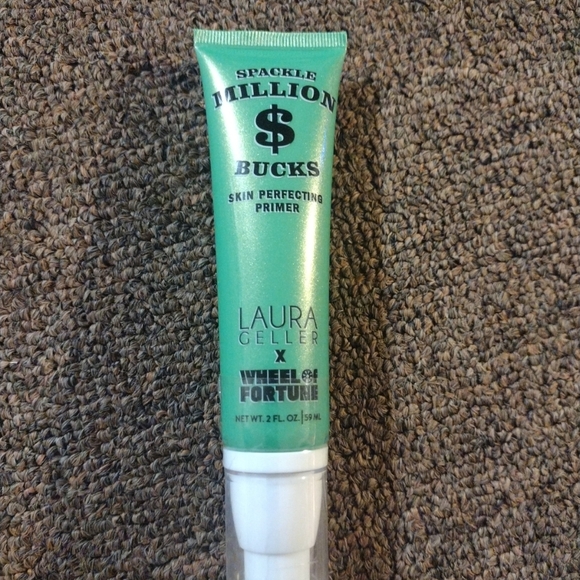 SPACKLE
MILLION
$
BUCKS
SKIN PERFECTING
PRIMER
LAURA
GELLER
X
WHEEL OF
FORTUNE
NET WT. 2 FL. OZ. | 59 ML